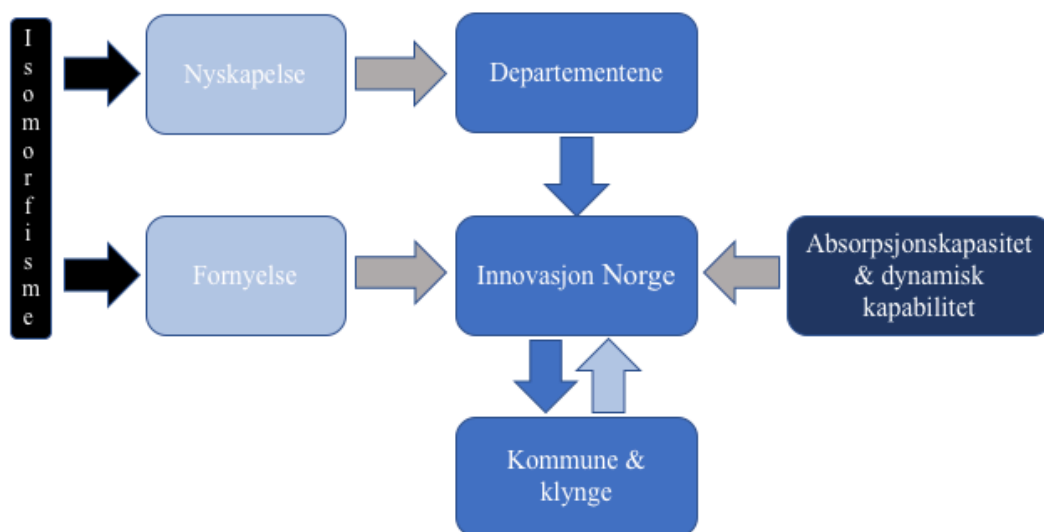 Isomorfisme
Nyskapelse
Departementene
Fornyelse
Innovasjon Norge
Absorpsjonskapasitet
& dynamisk
kapabilitet
Kommune &
klynge